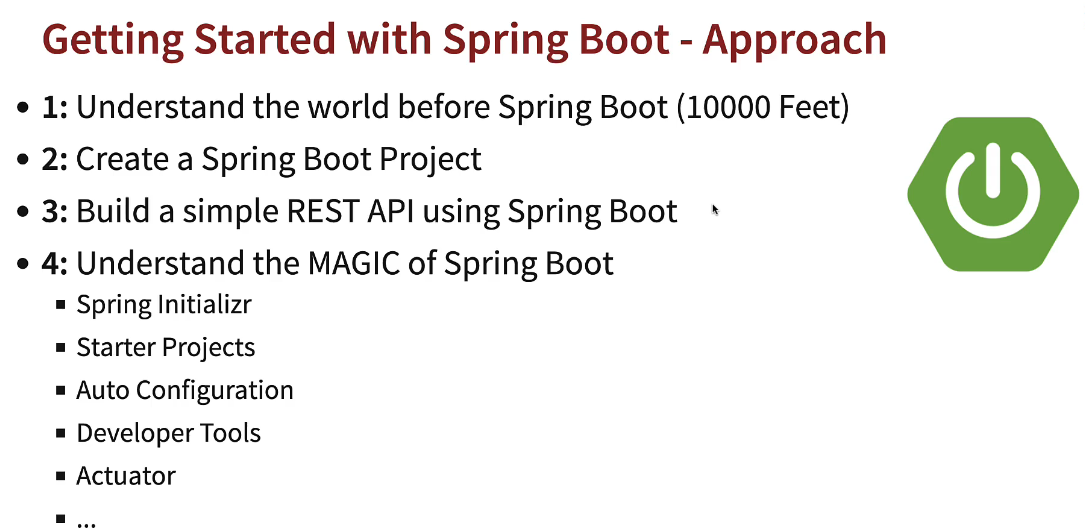 Getting Started with Spring Boot - Approach
• 1: Understand the world before Spring Boot (10000 Feet)
• 2: Create a Spring Boot Project
• 3: Build a simple REST API using Spring Boot
• 4: Understand the MAGIC of Spring Boot
▪ Spring Initializr
▪ Starter Projects
▪ Auto Configuration
▪ Developer Tools
▪ Actuator
▪ ...